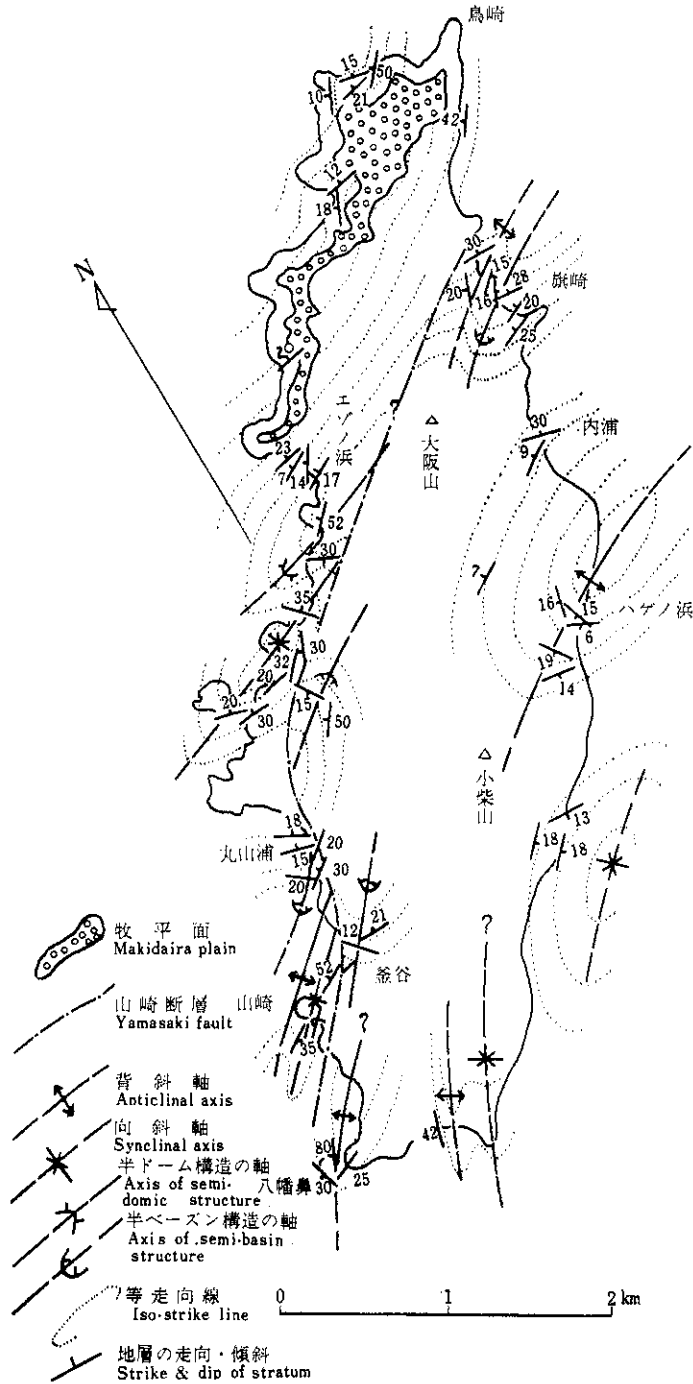 鳥崎
15
50
10
21
42
12
18
30
15
28
20
16
20
25
旗崎
N
2
エゾノ浜
大阪山
30
内浦
9
23
7
14
17
?
52
30
?
35
16
15
ハゲノ浜
6
32
30
19
20
14
20
15
30
50
小柴山
18
13
丸山浦
20
18
18
15
30
20
12
21
?
釜谷
52
35
?
42
80
30
25
八幡鼻
山崎
牧平面
Makidaira plain
山崎断層
Yamasaki fault
背斜軸
Anticlinal axis
向斜軸
Synclinal axis
半ドーム構造の軸
Axis of semi-
domic structure
半ベーズン構造の軸
Axis of semi-basin
structure
等走向線
Iso-strike line
地層の走向・傾斜
Strike & dip of stratum
0 1 2 km